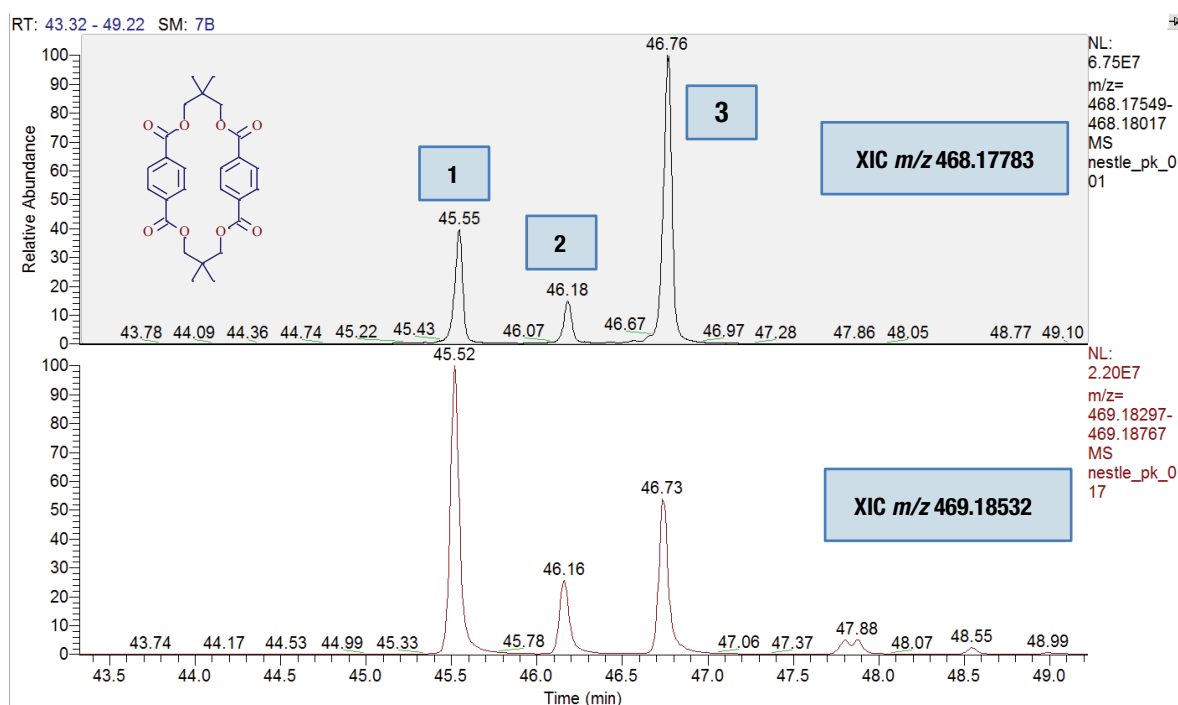 RT: 43.32 - 49.22 SM: 7B
NL:
6.75E7
m/z=
468.17549-
468.18017
MS
nestle_pk_0
01
46.76
3
XIC m/z 468.17783
1
45.55
2
46.18
O O O O
O O O O
Relative Abundance
100
90
80
70
60
50
40
30
20
10
0
43.78 44.09 44.36 44.74 45.22 45.43 46.07 46.67 46.97 47.28 47.86 48.05 48.77 49.10
NL:
2.20E7
m/z=
469.18297-
469.18767
MS
nestle_pk_0
17
45.52
46.73
XIC m/z 469.18532
46.16
100
90
80
70
60
50
40
30
20
10
0
43.74 44.17 44.53 44.99 45.33 45.78 47.06 47.37 47.88 48.07 48.55 48.99
43.5 44.0 44.5 45.0 45.5 46.0 46.5 47.0 47.5 48.0 48.5 49.0
Time (min)